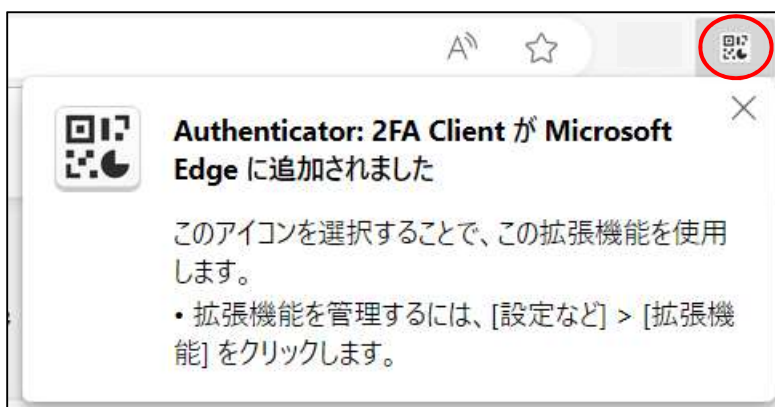 Authenticator: 2FA Client が Microsoft
Edge に追加されました
このアイコンを選択することで、この拡張機能を使用
します。
• 拡張機能を管理するには、[設定など] > [拡張機
能] をクリックします。